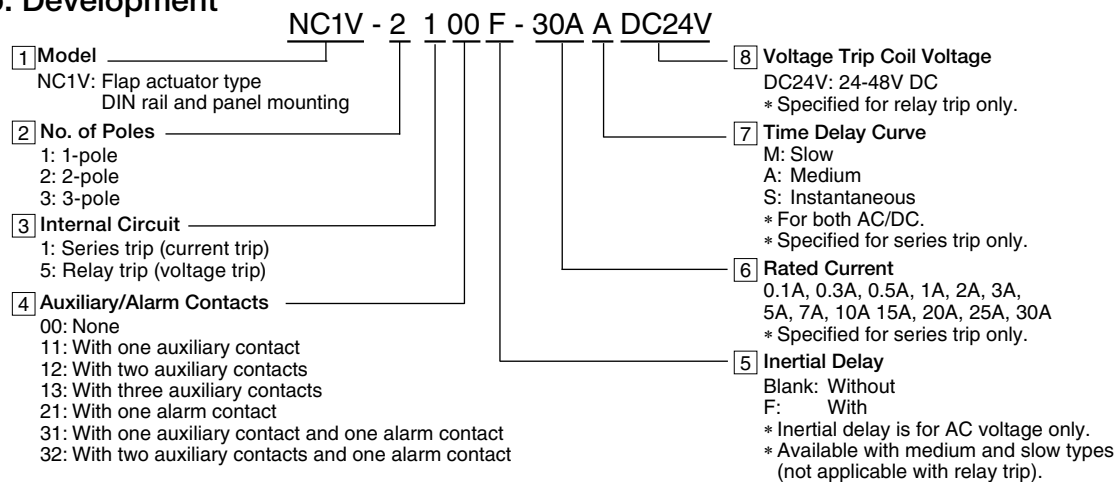 Development
NC1V - 2 1 00 F - 30A A DC24V
1 Model
NC1V: Flap actuator type
DIN rail and panel mounting
2 No. of Poles
1: 1-pole
2: 2-pole
3: 3-pole
3 Internal Circuit
1: Series trip (current trip)
5: Relay trip (voltage trip)
4 Auxiliary/Alarm Contacts
00: None
11: With one auxiliary contact
12: With two auxiliary contacts
13: With three auxiliary contacts
21: With one alarm contact
31: With one auxiliary contact and one alarm contact
32: With two auxiliary contacts and one alarm contact
8 Voltage Trip Coil Voltage
DC24V: 24-48V DC
* Specified for relay trip only.
7 Time Delay Curve
M: Slow
A: Medium
S: Instantaneous
* For both AC/DC.
* Specified for series trip only.
6 Rated Current
0.1A, 0.3A, 0.5A, 1A, 2A, 3A,
5A, 7A, 10A 15A, 20A, 25A, 30A
* Specified for series trip only.
5 Inertial Delay
Blank: Without
F: With
* Inertial delay is for AC voltage only.
* Available with medium and slow types
(not applicable with relay trip).